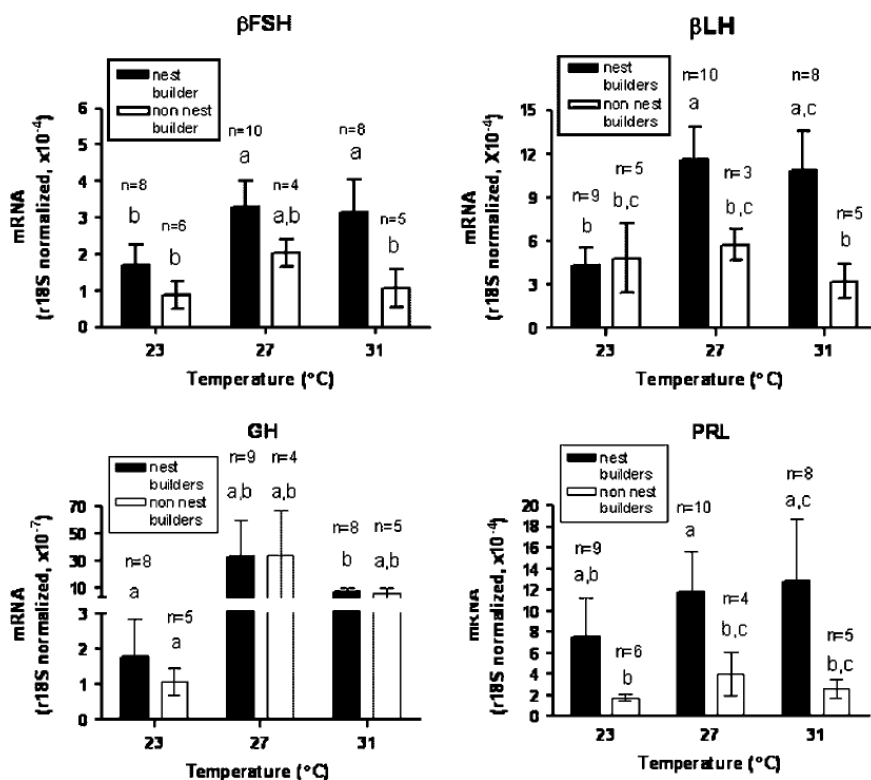 βFSH
nest
builder
non nest
builder
6
5
4
3
2
1
0
mRNA
(r18S normalized, x10⁻⁴)
n=8
b
n=6
b
n=10
a
n=4
a,b
n=8
a
n=5
b
23
27
31
Temperature (°C)
βLH
nest
builders
non nest
builders
15
12
9
6
3
0
mRNA
(r18S normalized, X10⁻⁴)
n=9
b
n=5
b,c
n=10
a
n=3
b,c
n=8
a,c
n=5
b
23
27
31
Temperature (°C)
GH
nest
builders
non nest
builders
70
50
30
10
3
2
1
0
mRNA
(r18S normalized, x10⁻⁷)
n=8
a
n=5
a
n=9
a,b
n=4
a,b
n=8
b
n=5
a,b
23
27
31
Temperature (°C)
PRL
nest
builders
non nest
builders
20
18
16
14
12
10
8
6
4
2
0
mRNA
(r18S normalized, x10⁻⁴)
n=9
a,b
n=6
b
n=10
a
n=4
b,c
n=8
a,c
n=5
b,c
23
27
31
Temperature (°C)